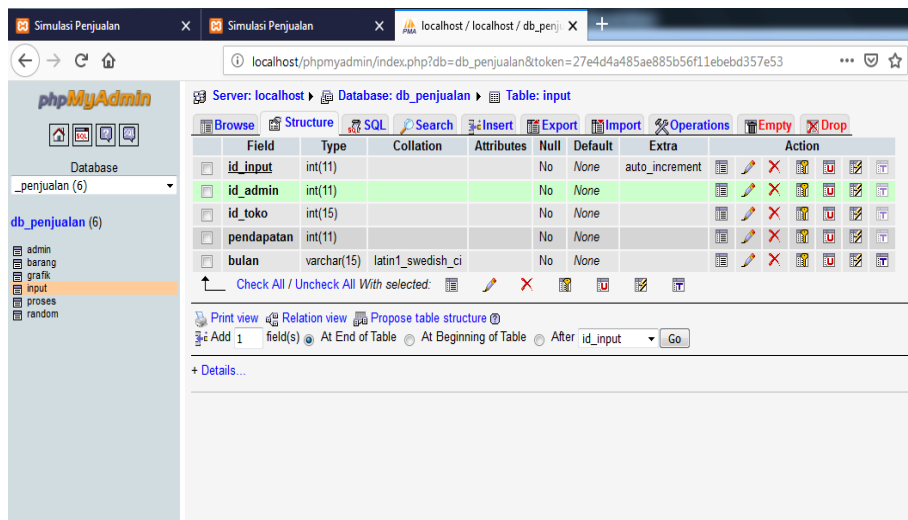 Simulasi Penjualan Simulasi Penjualan localhost / localhost / db_penju
localhost/phpmyadmin/index.php?db=db_penjualan&token=27e4d4a485ae885b56f11ebebd357e53
phpMyAdmin
Database
_penjualan (6)
db_penjualan (6)
admin
barang
grafik
input
proses
random
Server: localhost Database: db_penjualan Table: input
Browse Structure SQL Search Insert Export Import Operations Empty Drop
Field Type Collation Attributes Null Default Extra Action
id_input int(11) No None auto_increment
id_admin int(11) No None
id_toko int(15) No None
pendapatan int(11) No None
bulan varchar(15) latin1_swedish_ci No None
Check All / Uncheck All With selected:
Print view Relation view Propose table structure
Add 1 field(s) At End of Table At Beginning of Table After id_input Go
+ Details...